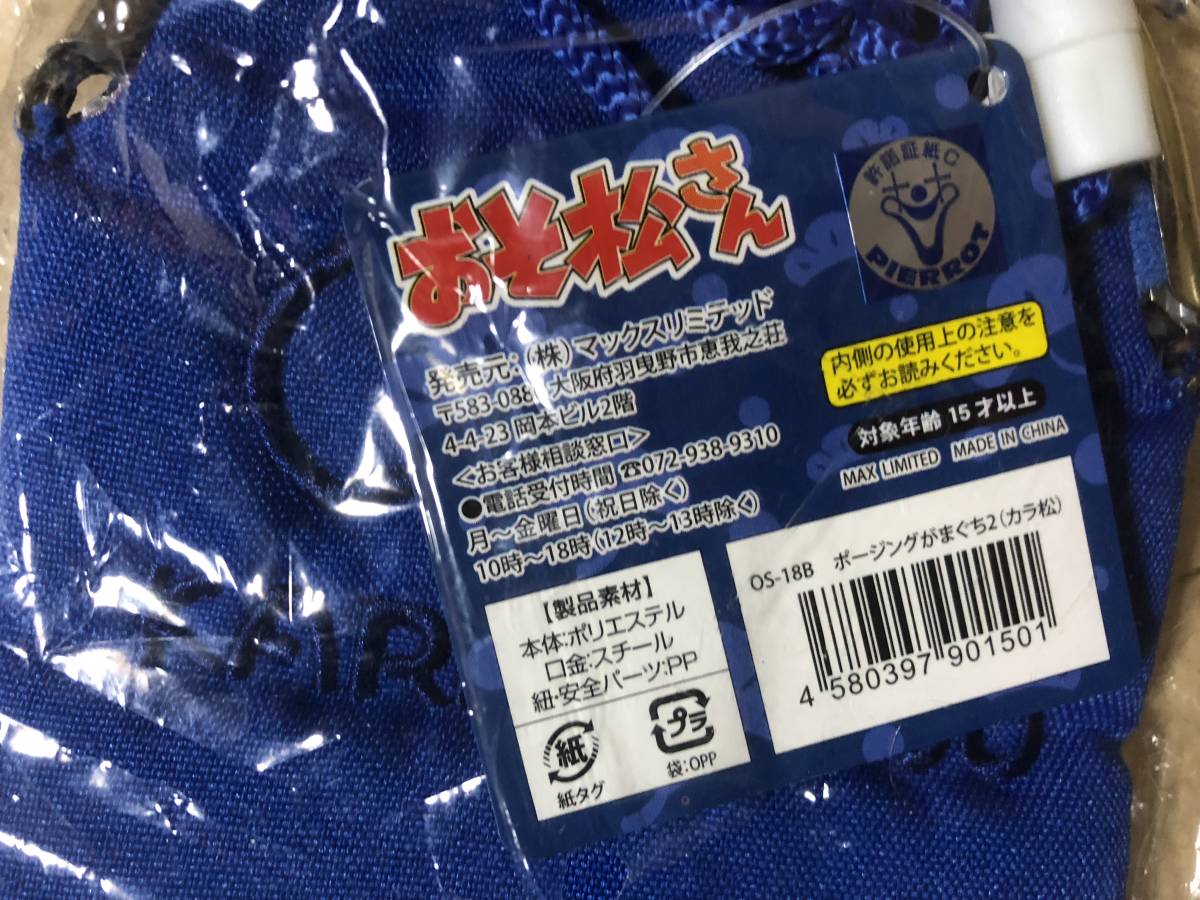 おそ松さん
許諾証紙C
PIERROT
発売元:(株)マックスリミテッド
〒583-088 大阪府羽曳野市恵我之荘
4-4-23 岡本ビル2階
<お客様相談窓口>
●電話受付時間 ☎072-938-9310
月~金曜日(祝日除く)
10時~18時(12時~13時除く)
内側の使用上の注意を
必ずお読みください。
対象年齢 15才以上
MAX LIMITED MADE IN CHINA
【製品素材】
本体:ポリエステル
口金:スチール
紐・安全パーツ:PP
紙
紙タグ
プラ
袋:OPP
OS-18B ポージングがまぐち2(カラ松)
4 580397 901501